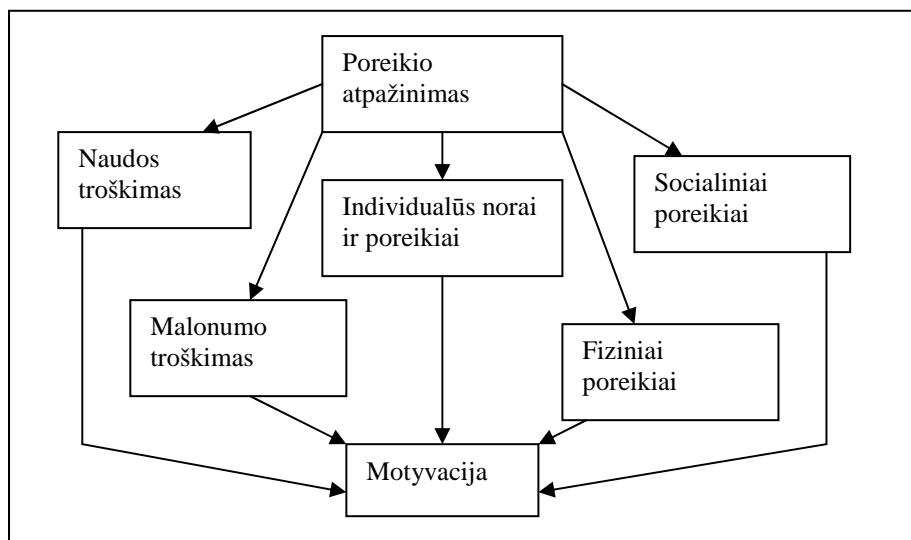 Poreikio
atpažinimas
Naudos
troškimas
Individualūs norai
ir poreikiai
Socialiniai
poreikiai
Malonumo
troškimas
Fiziniai
poreikiai
Motyvacija